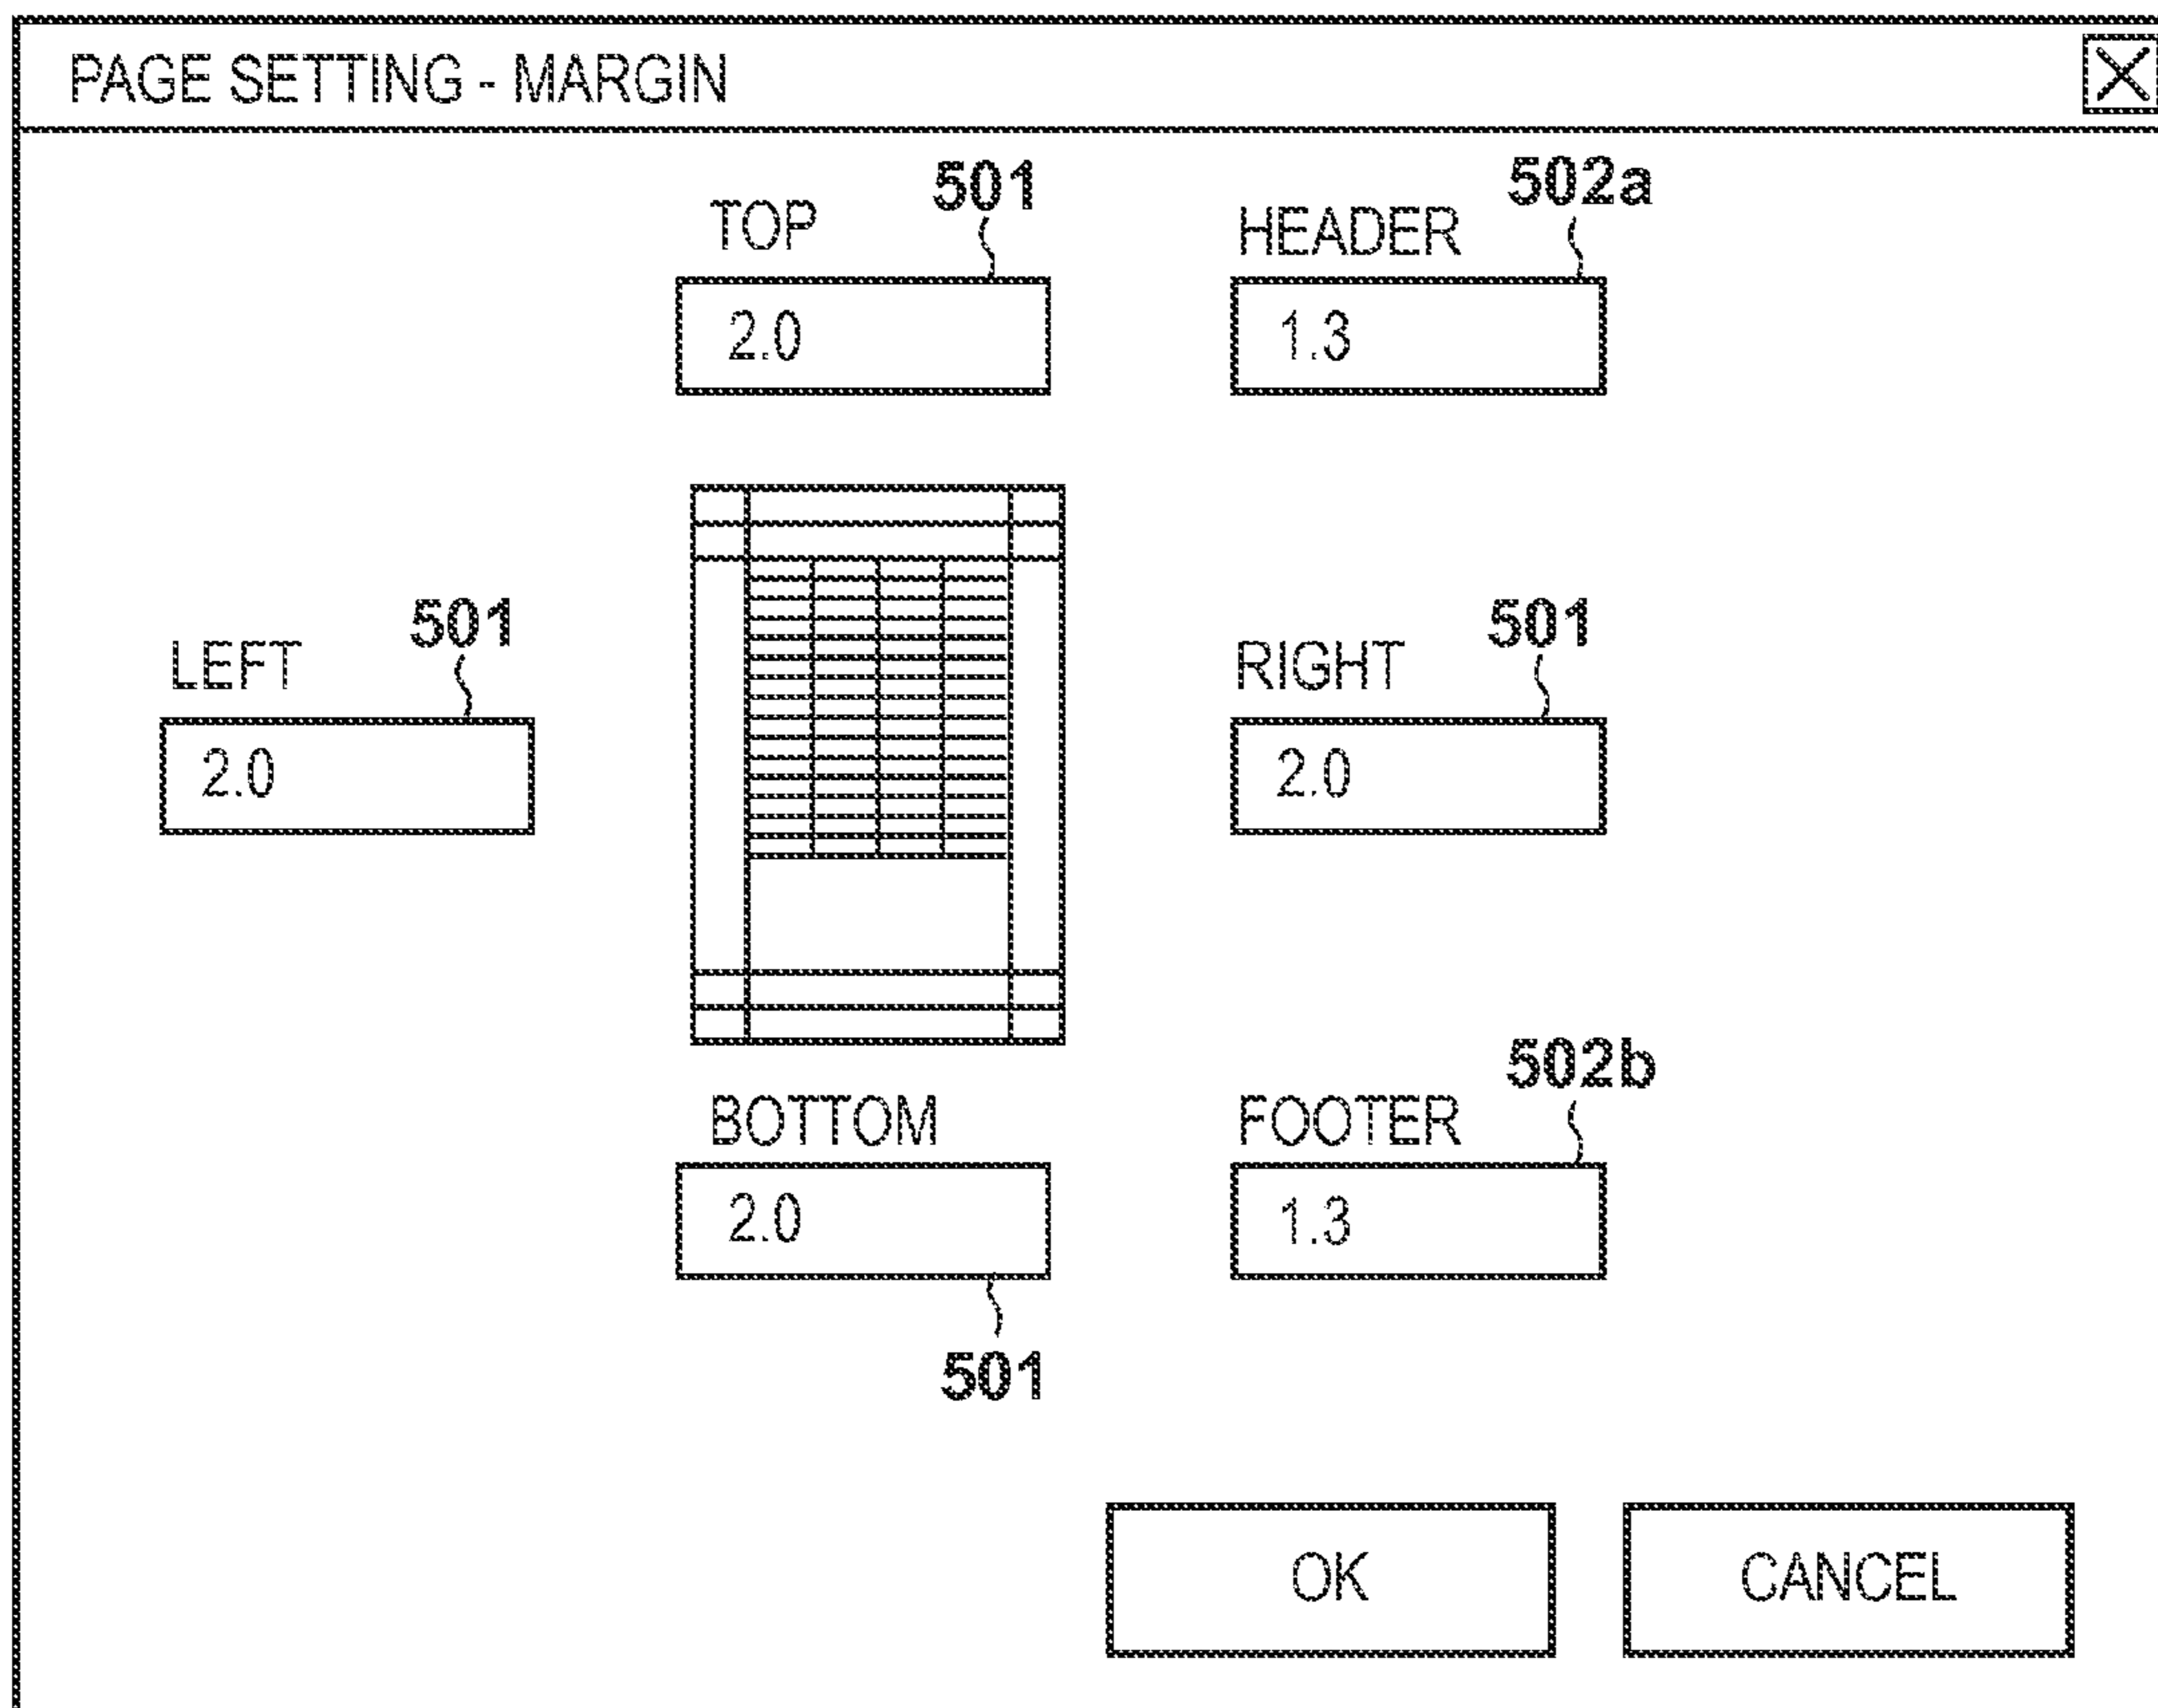 PAGE SETTING - MARGIN
501
502a
TOP
HEADER
2.0
1.3
501
501
LEFT
RIGHT
2.0
2.0
502b
BOTTOM
FOOTER
2.0
1.3
501
OK
CANCEL